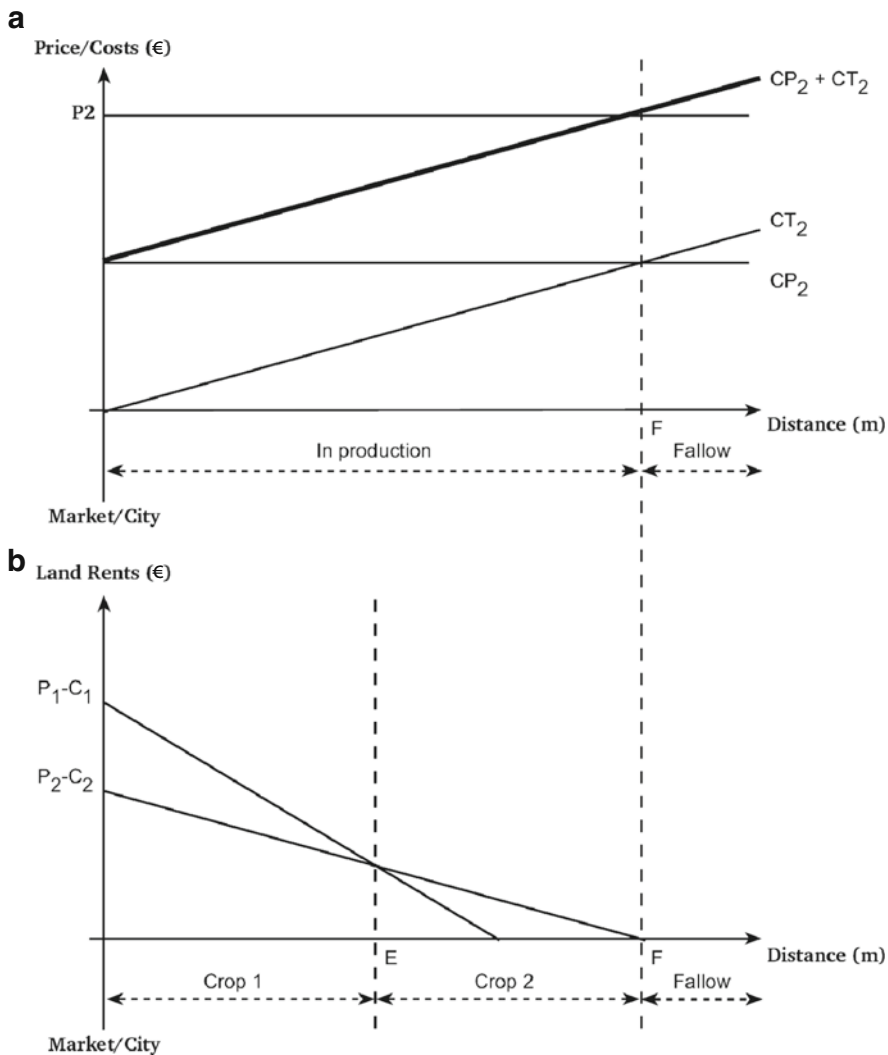 a
Price/Costs (€)
P2
CP2 + CT2
CT2
CP2
Distance (m)
F
In production
Fallow
Market/City
b
Land Rents (€)
P1-C1
P2-C2
Distance (m)
E
F
Crop 1
Crop 2
Fallow
Market/City